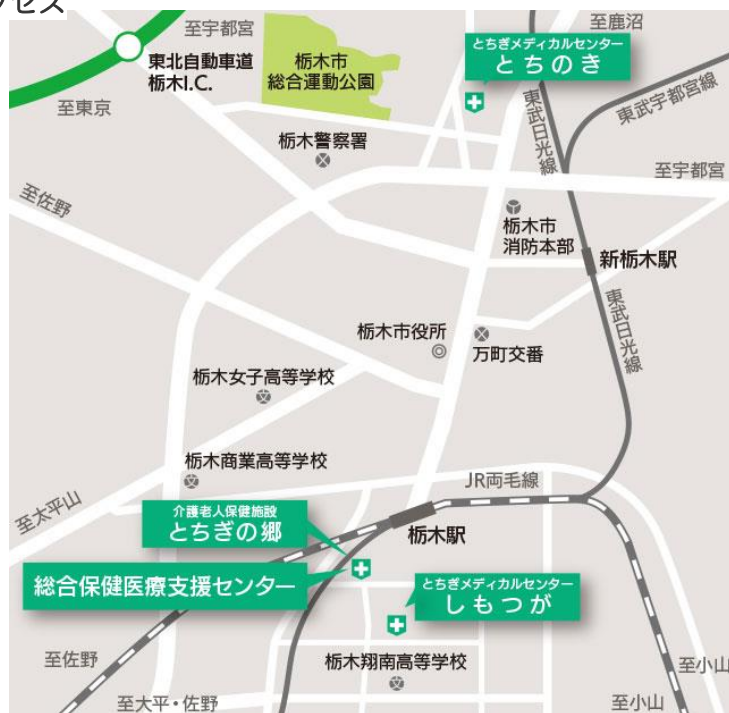 クセス
至宇都宮
至鹿沼
とちぎメディカルセンター
とちのき
東北自動車道
栃木I.C.
栃木市
総合運動公園
至東京
東武日光線
東武宇都宮線
栃木警察署
至宇都宮
至佐野
栃木市
消防本部
新栃木駅
東武日光線
栃木市役所
万町交番
栃木女子高等学校
栃木商業高等学校
JR両毛線
至太平山
介護老人保健施設
とちぎの郷
栃木駅
総合保健医療支援センター
とちぎメディカルセンター
しもつが
至佐野
栃木翔南高等学校
至小山
至大平・佐野
至小山